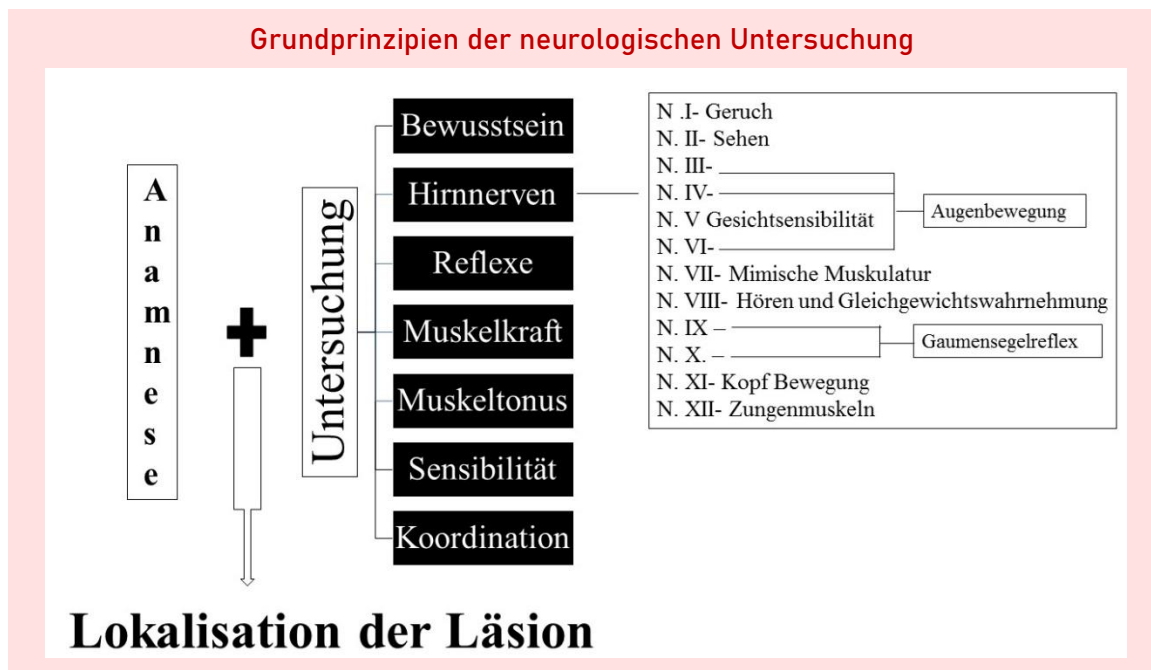 Grundprinzipien der neurologischen Untersuchung
Anamnese
Untersuchung
Bewusstsein
Hirnnerven
Reflexe
Muskelkraft
Muskeltonus
Sensibilität
Koordination
N .I- Geruch
N. II- Sehen
N. III-
N. IV-
N. V Gesichtsensibilität
N. VI-
Augenbewegung
N. VII- Mimische Muskulatur
N. VIII- Hören und Gleichgewichtswahrnehmung
N. IX –
N. X. –
Gaumensegelreflex
N. XI- Kopf Bewegung
N. XII- Zungenmuskeln
Lokalisation der Läsion